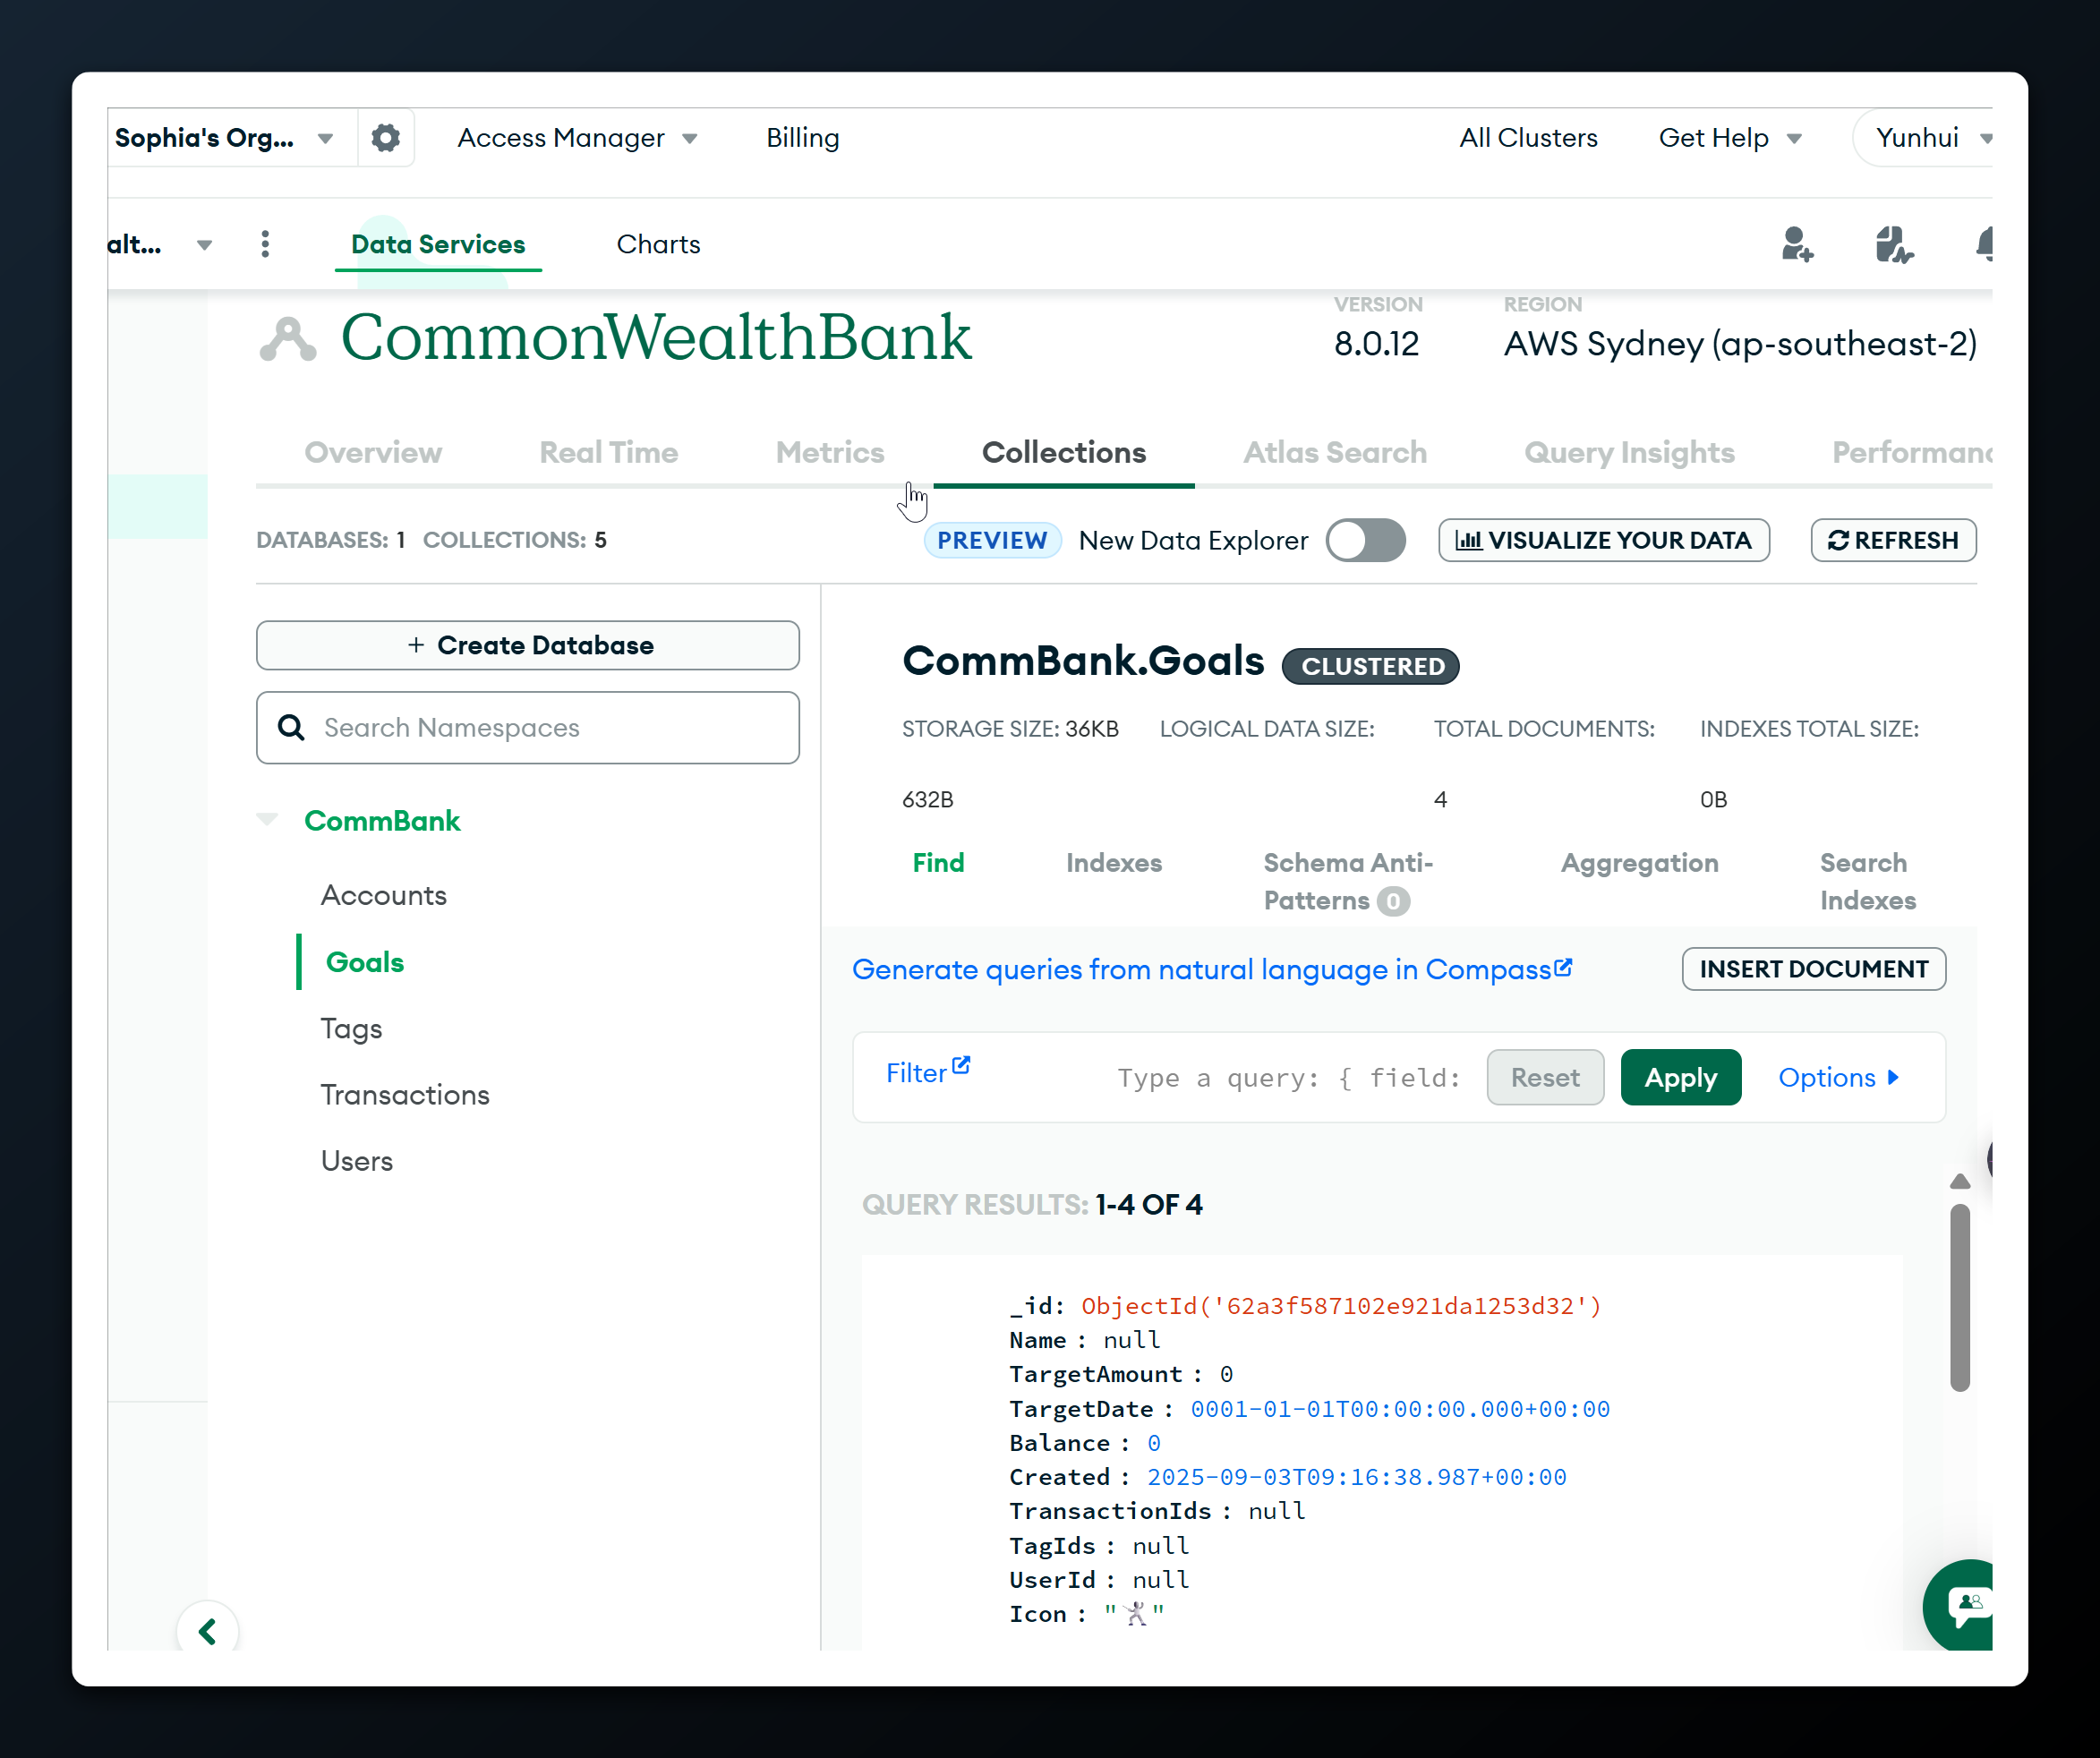 Sophia's Org... Access Manager Billing All Clusters Get Help Yunhui
alt... Data Services Charts
CommonWealthBank
VERSION
8.0.12
REGION
AWS Sydney (ap-southeast-2)
Overview Real Time Metrics Collections Atlas Search Query Insights Performanc
DATABASES: 1 COLLECTIONS: 5
PREVIEW New Data Explorer VISUALIZE YOUR DATA REFRESH
+ Create Database
Search Namespaces
CommBank
Accounts
Goals
Tags
Transactions
Users
CommBank.Goals CLUSTERED
STORAGE SIZE: 36KB LOGICAL DATA SIZE: TOTAL DOCUMENTS: INDEXES TOTAL SIZE:
632B 4 0B
Find Indexes Schema Anti-
Patterns 0 Aggregation Search
Indexes
Generate queries from natural language in Compass INSERT DOCUMENT
Filter Type a query: { field: Reset Apply Options
QUERY RESULTS: 1-4 OF 4
_id: ObjectId('62a3f587102e921da1253d32')
Name : null
TargetAmount : 0
TargetDate : 0001-01-01T00:00:00.000+00:00
Balance : 0
Created : 2025-09-03T09:16:38.987+00:00
TransactionIds : null
TagIds : null
UserId : null
Icon : "🤺"